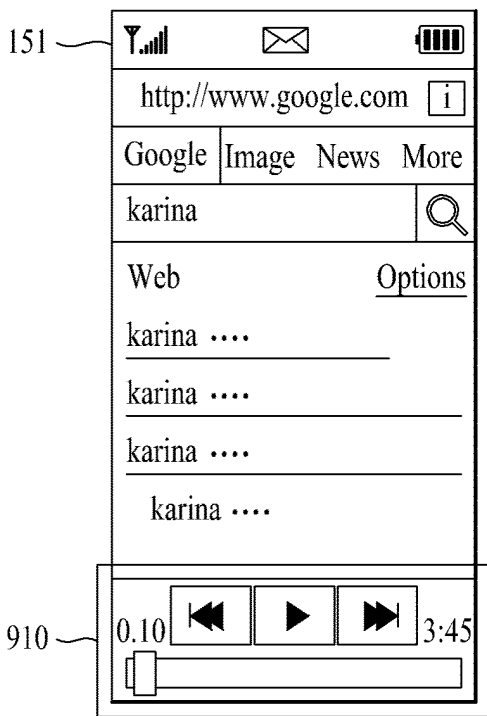 151
http://www.google.com i
Google Image News More
karina
Web Options
karina ····
karina ····
karina ····
karina ····
0.10 3:45
910